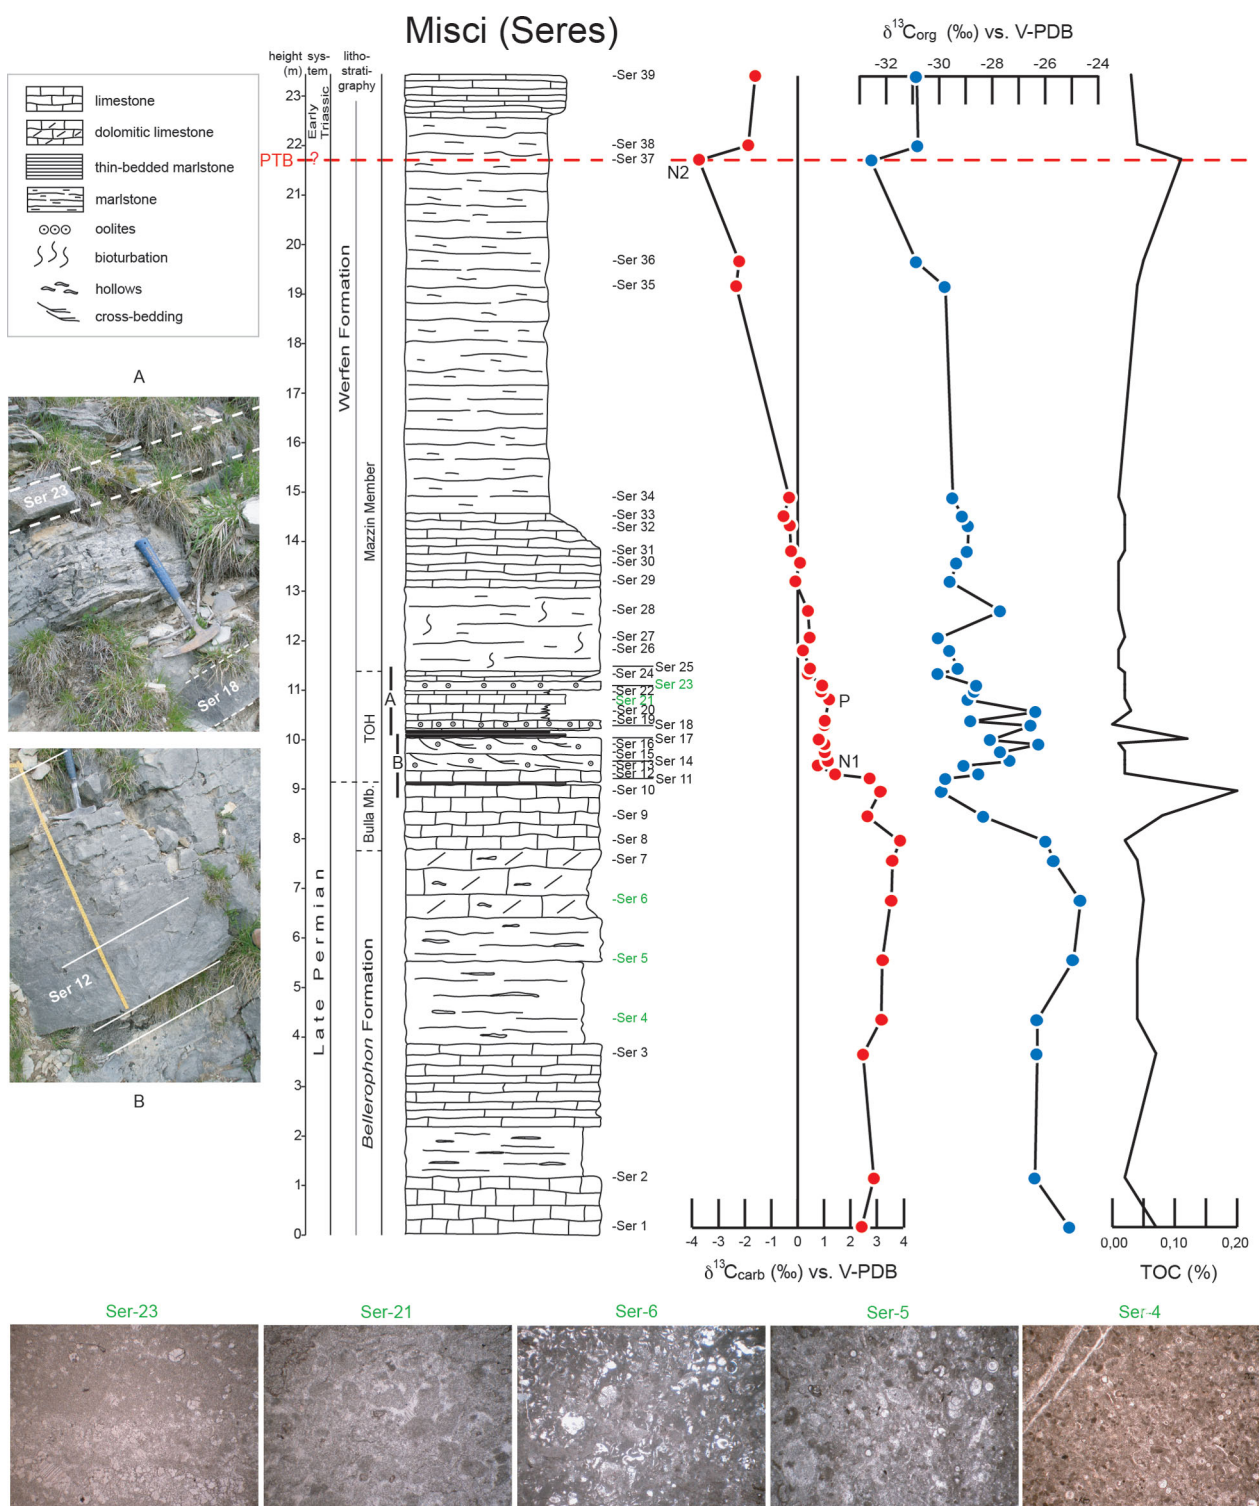 Misci (Seres)
δ¹³Corg (‰) vs. V-PDB
-32 -30 -28 -26 -24
height (m)
sys-
tem
litho-
strati-
graphy
limestone
dolomitic limestone
thin-bedded marlstone
marlstone
oolites
bioturbation
hollows
cross-bedding
A
Ser 23
Ser 18
Ser 12
B
23
22
21
20
19
18
17
16
15
14
13
12
11
10
9
8
7
6
5
4
3
2
1
0
PTB
?
Early
Triassic
Late Permian
Werfen Formation
Bellerophon Formation
Mazzin Member
TOH
Bulla Mb.
A
B
-Ser 39
-Ser 38
-Ser 37
-Ser 36
-Ser 35
-Ser 34
-Ser 33
-Ser 32
-Ser 31
-Ser 30
-Ser 29
-Ser 28
-Ser 27
-Ser 26
Ser 25
-Ser 24
Ser 23
-Ser 22
-Ser 21
-Ser 20
-Ser 19
Ser 18
Ser 17
-Ser 16
-Ser 15
Ser 14
-Ser 13
-Ser 12
Ser 11
-Ser 10
-Ser 9
-Ser 8
-Ser 7
-Ser 6
-Ser 5
-Ser 4
-Ser 3
-Ser 2
-Ser 1
N2
P
N1
-4 -3 -2 -1 0 1 2 3 4
δ¹³Ccarb (‰) vs. V-PDB
0,00 0,10 0,20
TOC (%)
Ser-23
Ser-21
Ser-6
Ser-5
Ser-4